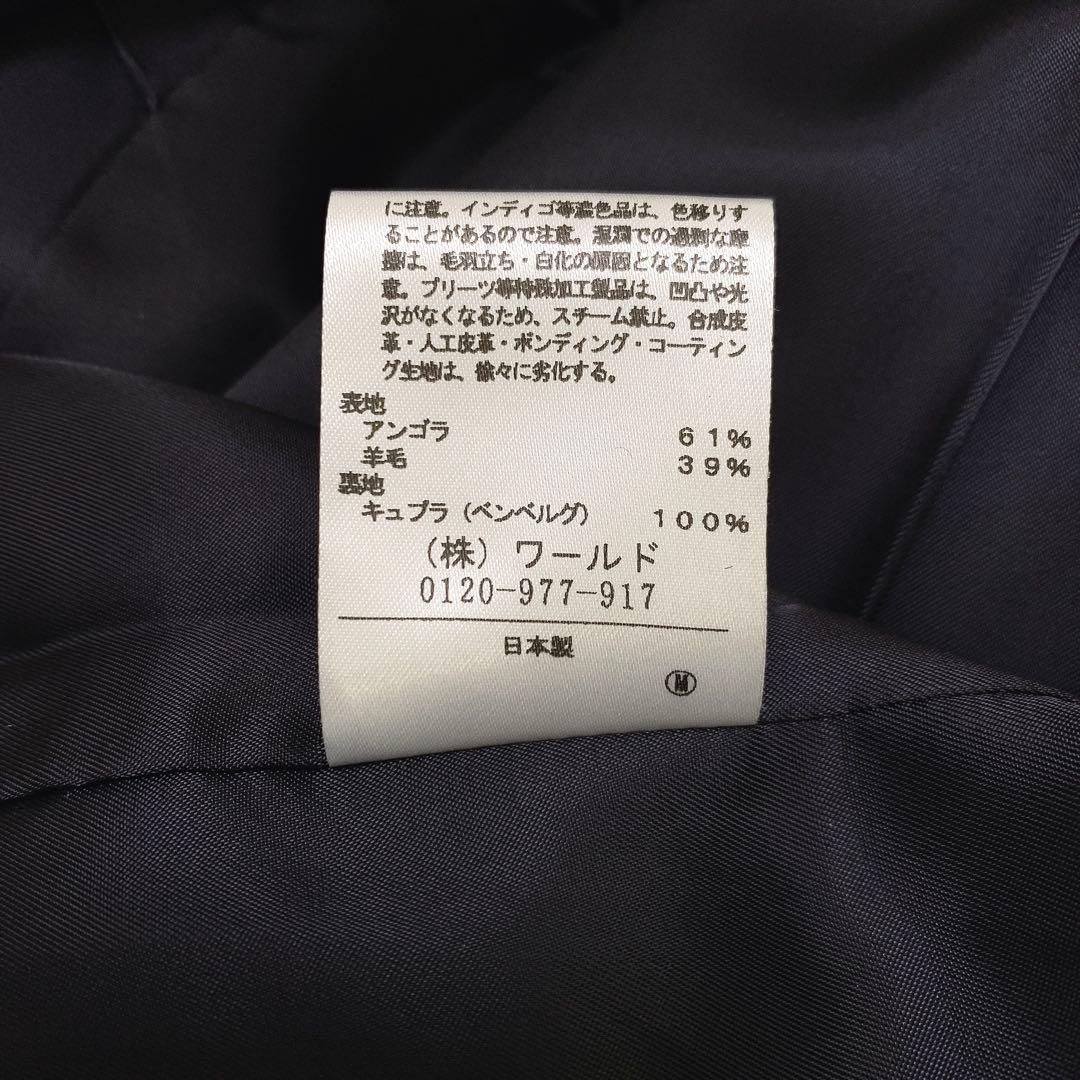 に注意。インディゴ等濃色品は、色移りす
ることがあるので注意。湿潤での過剰な摩
擦は、毛羽立ち・白化の原因となるため注
意。プリーツ等特殊加工製品は、凹凸や光
沢がなくなるため、スチーム禁止。合成皮
革・人工皮革・ボンディング・コーティン
グ生地は、徐々に劣化する。
表地
アンゴラ 61%
羊毛 39%
裏地
キュプラ(ベンベルグ) 100%
(株)ワールド
0120-977-917
日本製
Ⓜ